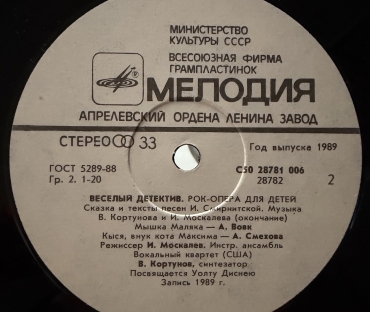 МИНИСТЕРСТВО
КУЛЬТУРЫ СССР
ВСЕСОЮЗНАЯ ФИРМА
ГРАМПЛАСТИНОК
МЕЛОДИЯ
АПРЕЛЕВСКИЙ ОРДЕНА ЛЕНИНА ЗАВОД
СТЕРЕО 33
Год выпуска 1989
ГОСТ 5289-88
С50 28781 006
Гр. 2. 1-20
28782
2
ВЕСЕЛЫЙ ДЕТЕКТИВ. РОК-ОПЕРА ДЛЯ ДЕТЕЙ
Сказка и тексты песен И. Смирнитской. Музыка
В. Кортунова и И. Москалева (окончание)
Мышка Маляка — А. Вовк
Кыся, внук кота Максима — А. Смехова
Режиссер И. Москалев. Инстр. ансамбль
Вокальный квартет (США)
В. Кортунов, синтезатор
Посвящается Уолту Диснею
Запись 1989 г.